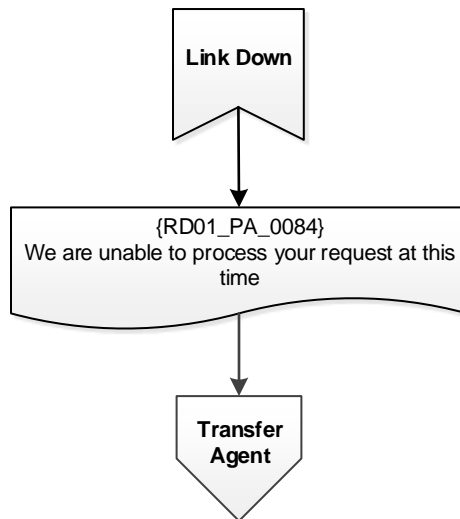 Link Down
{RD01_PA_0084}
We are unable to process your request at this
time
Transfer
Agent